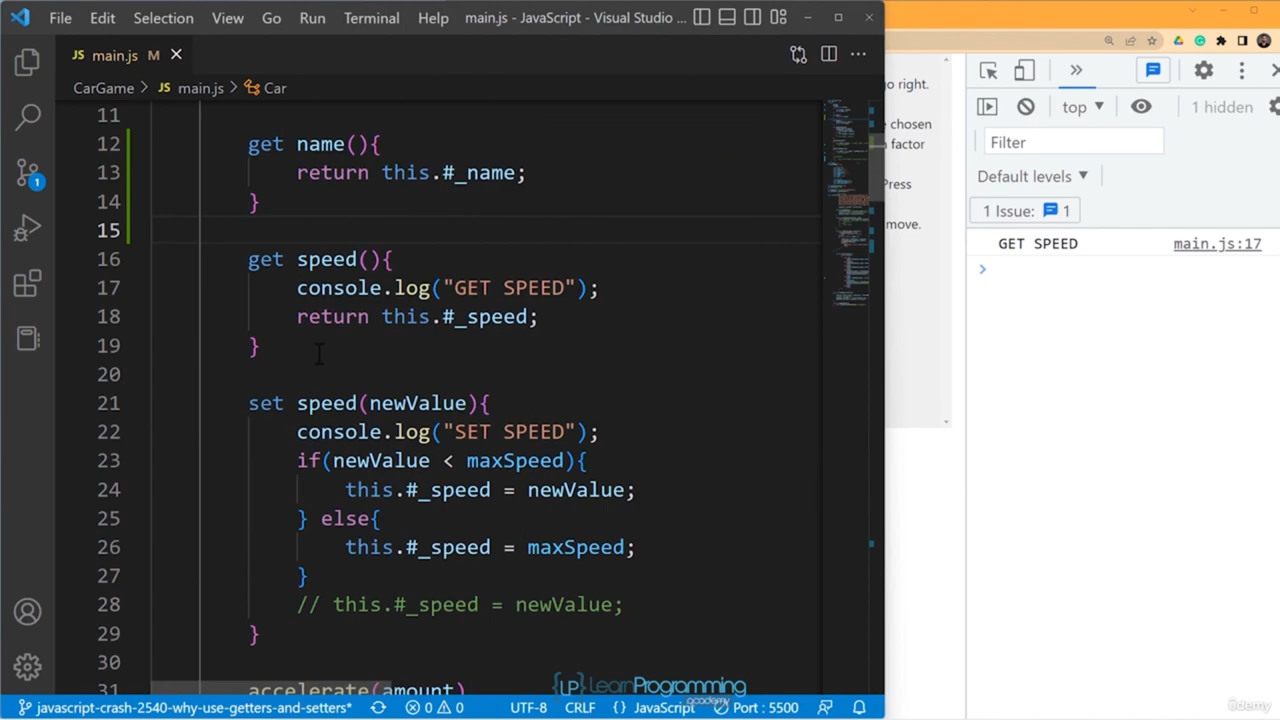 File Edit Selection View Go Run Terminal Help main.js - JavaScript - Visual Studio ...
JS main.js M
CarGame > main.js > Car
11
12 get name(){
13 return this.#_name;
14 }
15
16 get speed(){
17 console.log("GET SPEED");
18 return this.#_speed;
19 }
20
21 set speed(newValue){
22 console.log("SET SPEED");
23 if(newValue < maxSpeed){
24 this.#_speed = newValue;
25 } else{
26 this.#_speed = maxSpeed;
27 }
28 // this.#_speed = newValue;
29 }
30
31 accelerate(amount)
1
javascript-crash-2540-why-use-getters-and-setters* 0 0 UTF-8 CRLF {} JavaScript Port : 5500
{LP} LearnProgramming
academy
go right.
chosen
factor
Press
move.
top 1 hidden
Filter
Default levels
1 Issue: 1
GET SPEED main.js:17
>
ûdemy